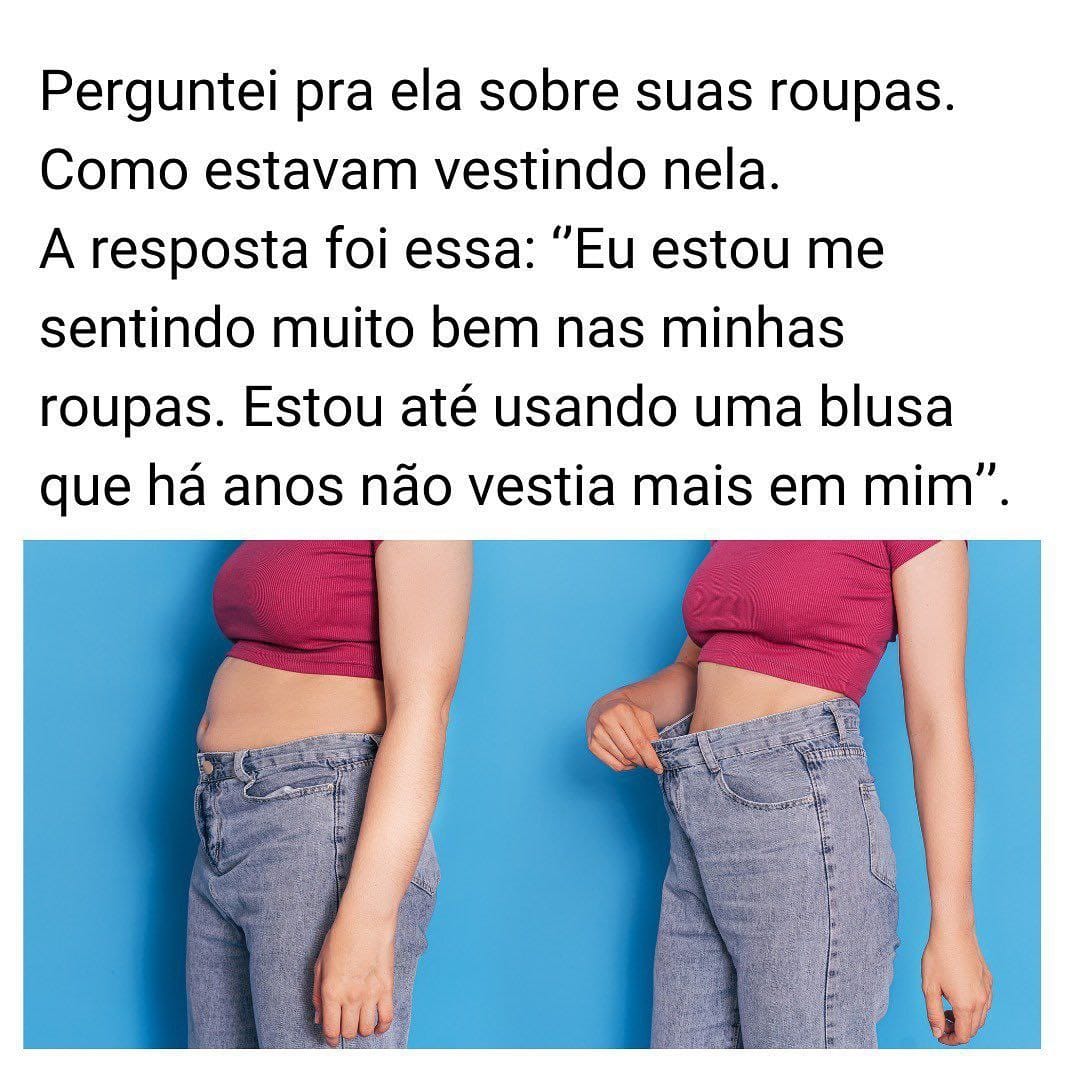 Perguntei pra ela sobre suas roupas.
Como estavam vestindo nela.
A resposta foi essa: “Eu estou me
sentindo muito bem nas minhas
roupas. Estou até usando uma blusa
que há anos não vestia mais em mim”.